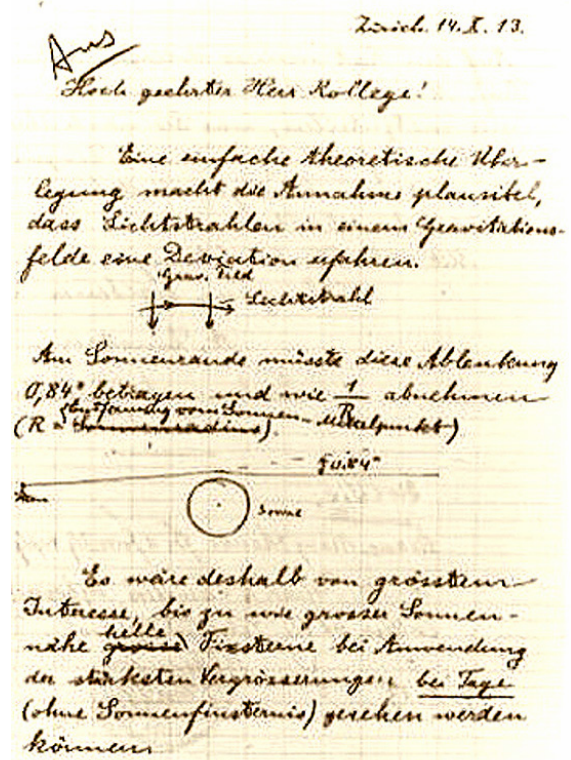 Zürich. 14. X. 13.
Hoch geehrter Herr Kollege!
Eine einfache theoretische Über-
legung macht die Annahme plausibel,
dass Lichtstrahlen in einem Gravitations-
felde eine Deviation erfahren.
Grav. Feld
Lichtstrahl
Am Sonnenrande müsste diese Ablenkung
0,84" betragen und wie 1/R abnehmen
Entfernung vom Sonnen-Mittelpunkt)
(R = Sonnenradius)
0.84"
Sonne
Es wäre deshalb von grösstem
Interesse, bis zu wie grosser Sonnen-
helle
nähe grosse Fixsterne bei Anwendung
der stärksten Vergrösserungen bei Tage
(ohne Sonnenfinsternis) gesehen werden
können.